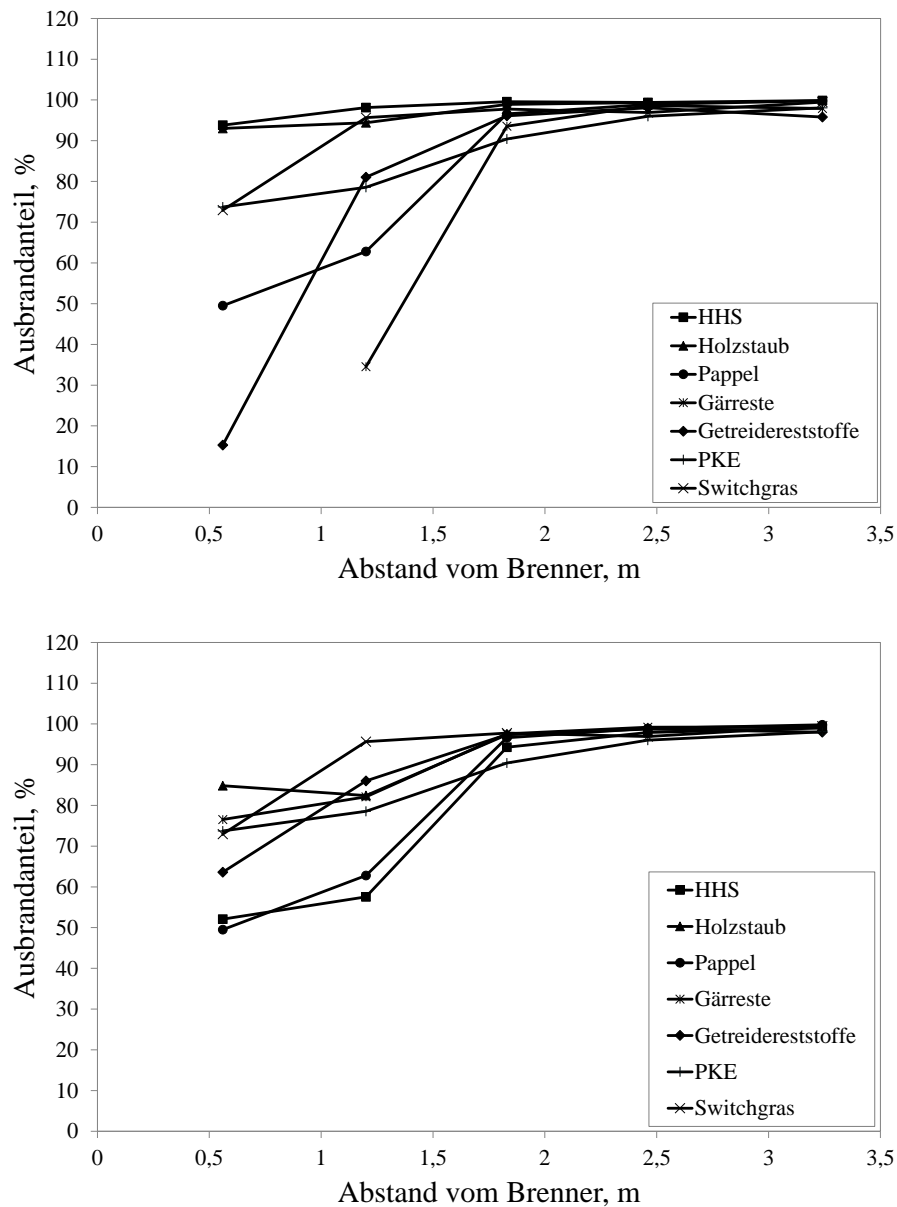 120
110
100
90
80
70
60
50
40
30
20
10
0
Ausbrandanteil, %
HHS
Holzstaub
Pappel
Gärreste
Getreidereststoffe
PKE
Switchgras
0 0,5 1 1,5 2 2,5 3 3,5
Abstand vom Brenner, m
120
110
100
90
80
70
60
50
40
30
20
10
0
Ausbrandanteil, %
HHS
Holzstaub
Pappel
Gärreste
Getreidereststoffe
PKE
Switchgras
0 0,5 1 1,5 2 2,5 3 3,5
Abstand vom Brenner, m